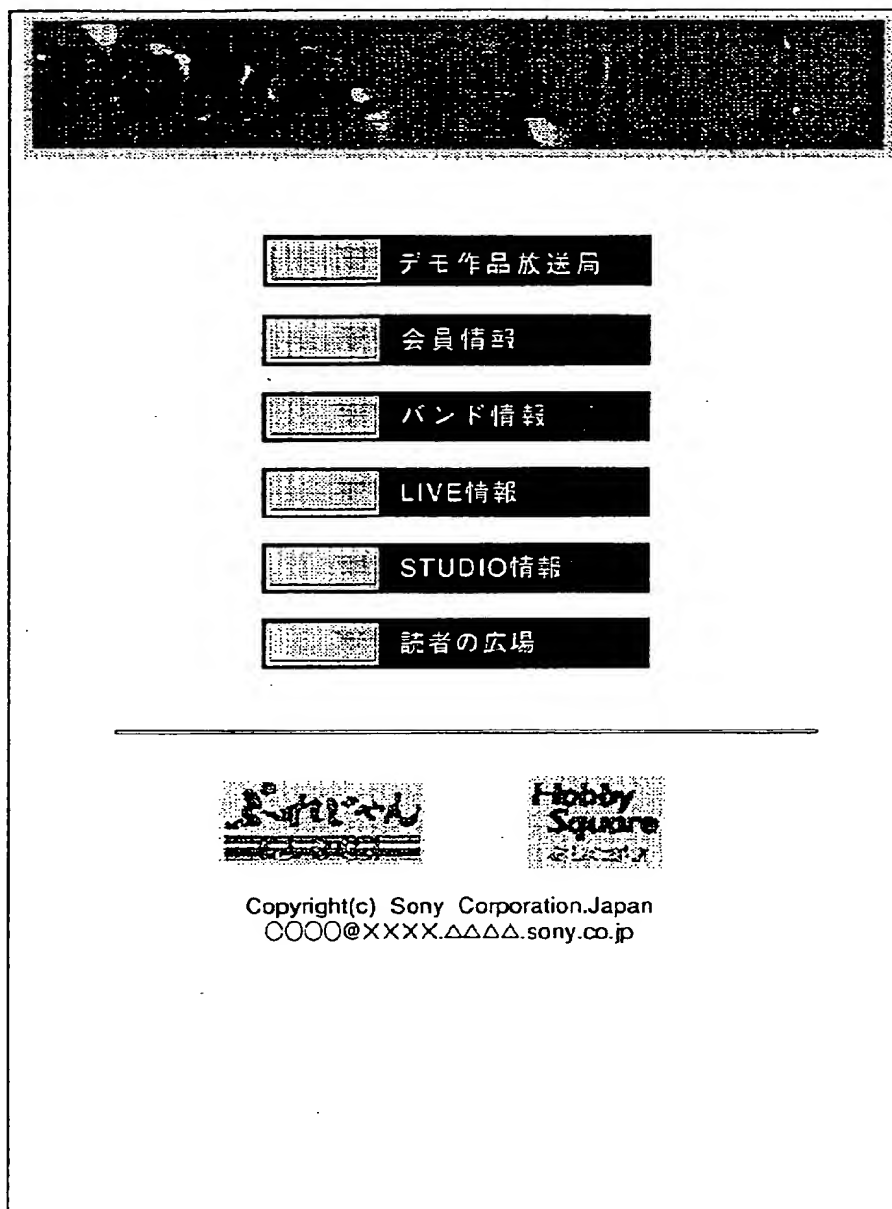 デモ作品放送局
会員情報
バンド情報
LIVE情報
STUDIO情報
読者の広場
Hobby
Square
Copyright(c) Sony Corporation.Japan
○○○○@××××.△△△△.sony.co.jp